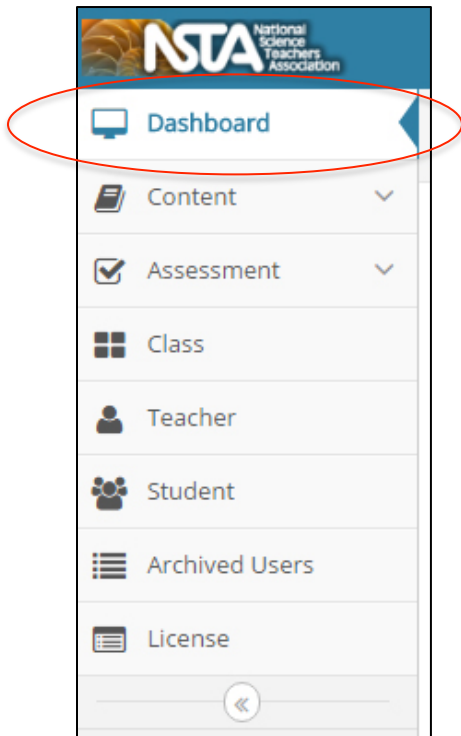 NSTA
National
Science
Teachers
Association
Dashboard
Content
Assessment
Class
Teacher
Student
Archived Users
License